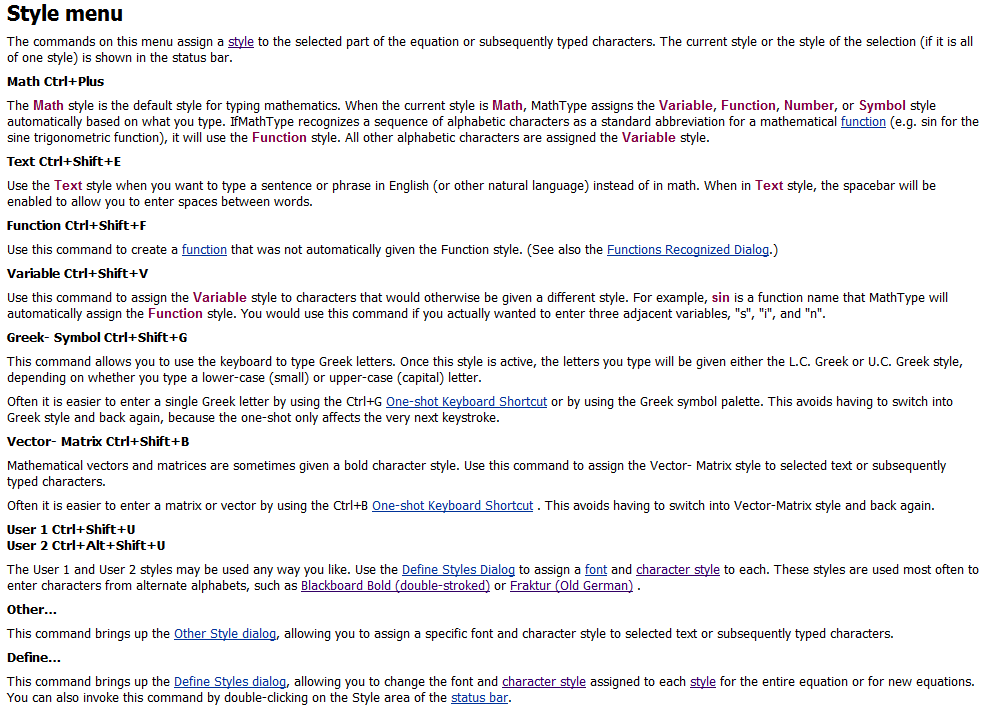 Style menu
The commands on this menu assign a style to the selected part of the equation or subsequently typed characters. The current style or the style of the selection (if it is all
of one style) is shown in the status bar.
Math Ctrl+Plus
The Math style is the default style for typing mathematics. When the current style is Math, MathType assigns the Variable, Function, Number, or Symbol style
automatically based on what you type. IfMathType recognizes a sequence of alphabetic characters as a standard abbreviation for a mathematical function (e.g. sin for the
sine trigonometric function), it will use the Function style. All other alphabetic characters are assigned the Variable style.
Text Ctrl+Shift+E
Use the Text style when you want to type a sentence or phrase in English (or other natural language) instead of in math. When in Text style, the spacebar will be
enabled to allow you to enter spaces between words.
Function Ctrl+Shift+F
Use this command to create a function that was not automatically given the Function style. (See also the Functions Recognized Dialog.)
Variable Ctrl+Shift+V
Use this command to assign the Variable style to characters that would otherwise be given a different style. For example, sin is a function name that MathType will
automatically assign the Function style. You would use this command if you actually wanted to enter three adjacent variables, "s", "i", and "n".
Greek- Symbol Ctrl+Shift+G
This command allows you to use the keyboard to type Greek letters. Once this style is active, the letters you type will be given either the L.C. Greek or U.C. Greek style,
depending on whether you type a lower-case (small) or upper-case (capital) letter.
Often it is easier to enter a single Greek letter by using the Ctrl+G One-shot Keyboard Shortcut or by using the Greek symbol palette. This avoids having to switch into
Greek style and back again, because the one-shot only affects the very next keystroke.
Vector- Matrix Ctrl+Shift+B
Mathematical vectors and matrices are sometimes given a bold character style. Use this command to assign the Vector- Matrix style to selected text or subsequently
typed characters.
Often it is easier to enter a matrix or vector by using the Ctrl+B One-shot Keyboard Shortcut . This avoids having to switch into Vector-Matrix style and back again.
User 1 Ctrl+Shift+U
User 2 Ctrl+Alt+Shift+U
The User 1 and User 2 styles may be used any way you like. Use the Define Styles Dialog to assign a font and character style to each. These styles are used most often to
enter characters from alternate alphabets, such as Blackboard Bold (double-stroked) or Fraktur (Old German) .
Other...
This command brings up the Other Style dialog, allowing you to assign a specific font and character style to selected text or subsequently typed characters.
Define...
This command brings up the Define Styles dialog, allowing you to change the font and character style assigned to each style for the entire equation or for new equations.
You can also invoke this command by double-clicking on the Style area of the status bar.